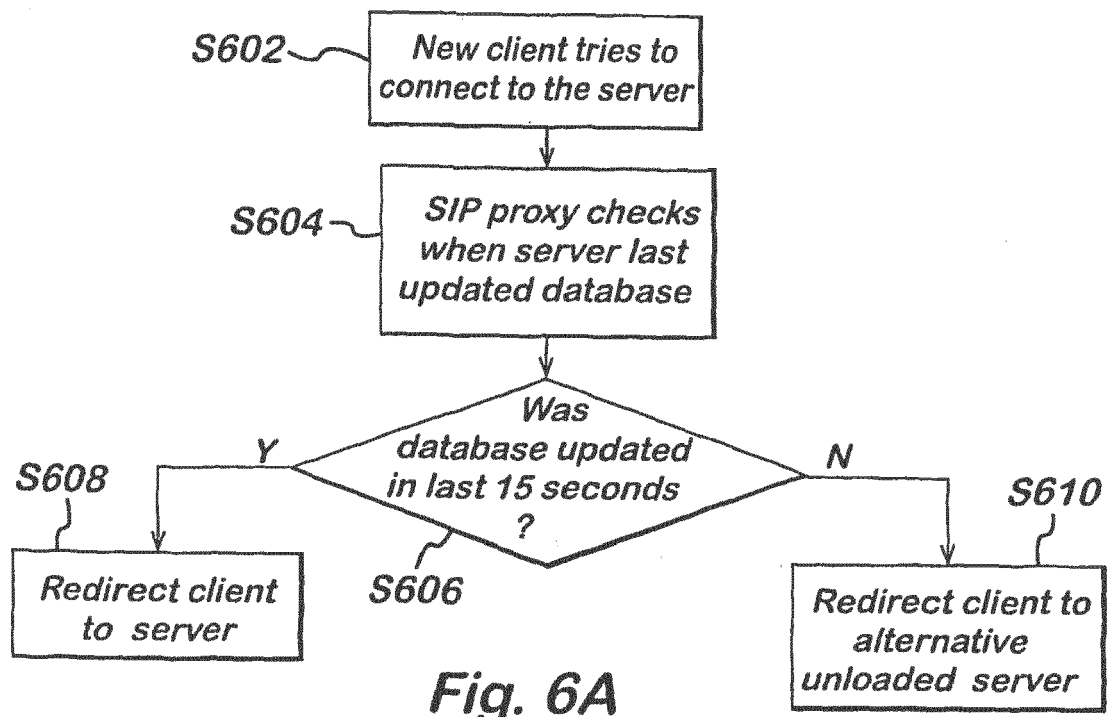 S602
New client tries to
connect to the server
S604
SIP proxy checks
when server last
updated database
Was
database updated
in last 15 seconds
?
Y
N
S606
S608
Redirect client
to server
S610
Redirect client to
alternative
unloaded server
Fig. 6A